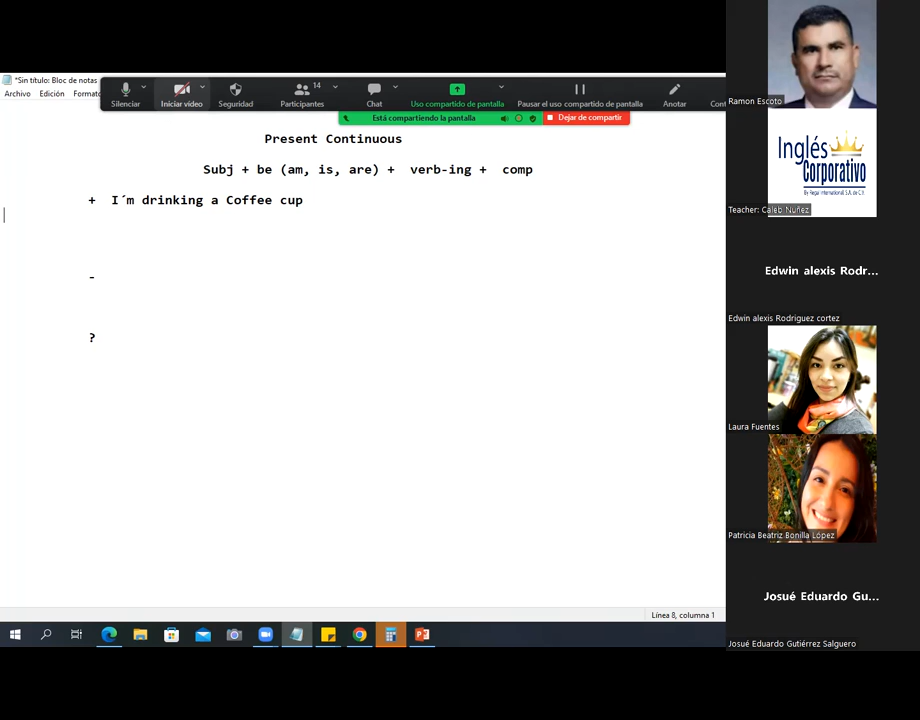 *Sin título: Bloc de notas
Archivo Edición Formato
Silenciar
Iniciar vídeo
Seguridad
Participantes
14
Chat
Uso compartido de pantalla
Pausar el uso compartido de pantalla
Anotar
Está compartiendo la pantalla
Dejar de compartir
Present Continuous
Subj + be (am, is, are) + verb-ing + comp
+ I´m drinking a Coffee cup
-
?
Línea 8, columna 1
Ramon Escoto
Inglés
Corporativo
Teacher: Caleb Nuñez
Edwin alexis Rodr...
Edwin alexis Rodriguez cortez
Laura Fuentes
Patricia Beatriz Bonilla López
Josué Eduardo Gu...
Josué Eduardo Gutiérrez Salguero